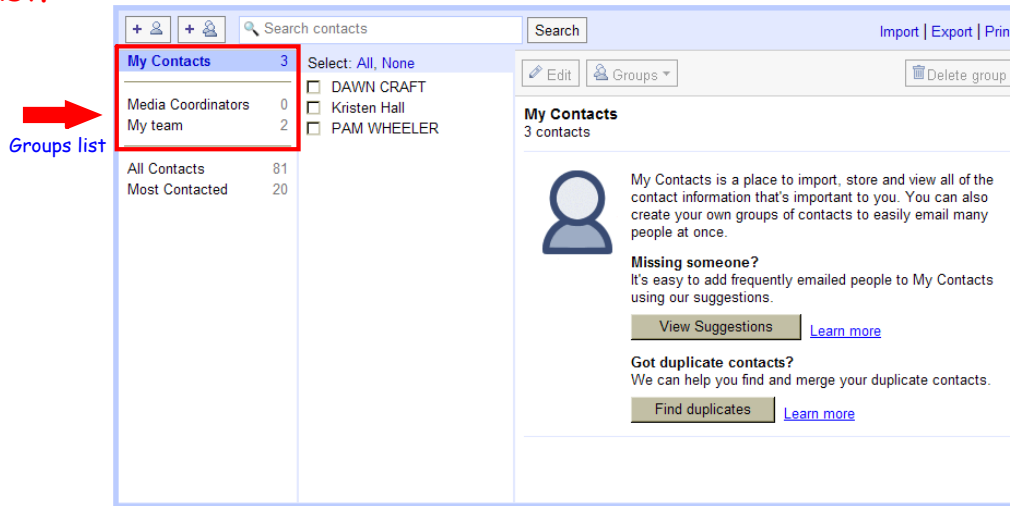 Search contacts
Search
Import | Export | Prin
My Contacts 3
Select: All, None
Edit
Groups
Delete group
DAWN CRAFT
Media Coordinators 0
Kristen Hall
My team 2
PAM WHEELER
Groups list
My Contacts
3 contacts
All Contacts 81
Most Contacted 20
My Contacts is a place to import, store and view all of the
contact information that's important to you. You can also
create your own groups of contacts to easily email many
people at once.
Missing someone?
It's easy to add frequently emailed people to My Contacts
using our suggestions.
View Suggestions
Learn more
Got duplicate contacts?
We can help you find and merge your duplicate contacts.
Find duplicates
Learn more